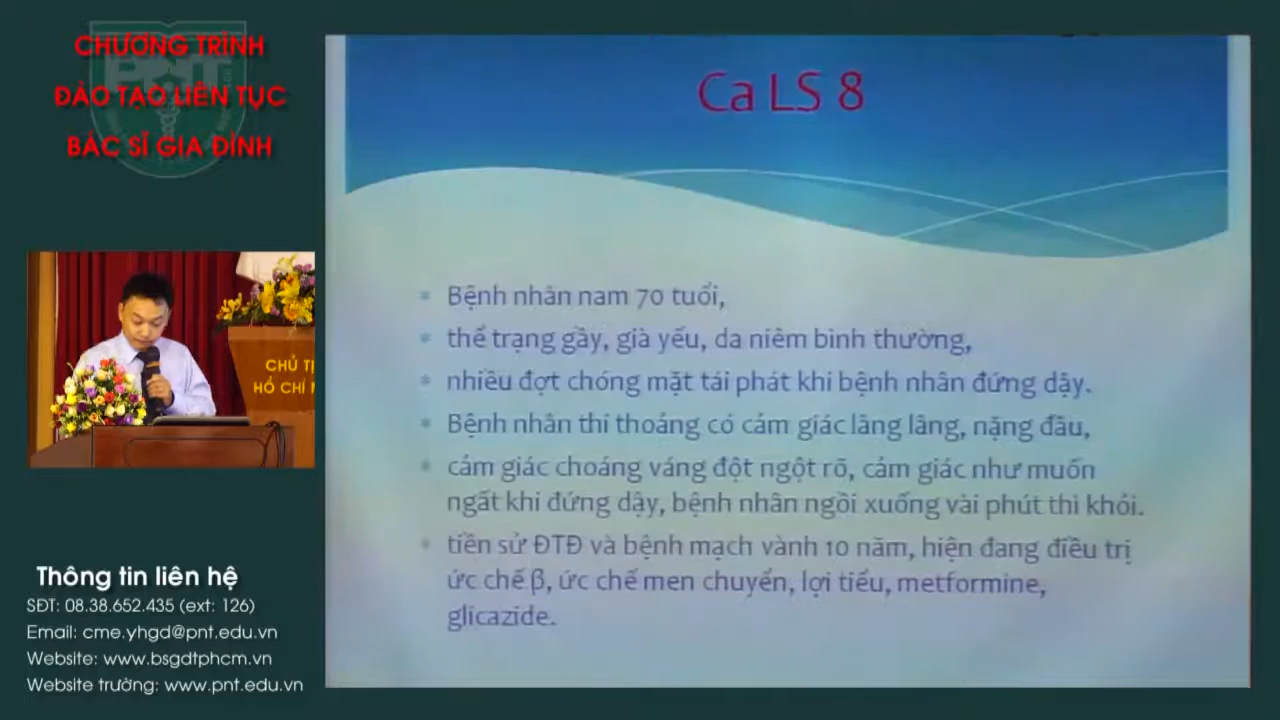 CHƯƠNG TRÌNH
ĐÀO TẠO LIÊN TỤC
BÁC SĨ GIA ĐÌNH
PNT
Ca LS 8
Bệnh nhân nam 70 tuổi,
thể trạng gầy, già yếu, da niêm bình thường,
nhiều đợt chóng mặt tái phát khi bệnh nhân đứng dậy.
Bệnh nhân thi thoảng có cảm giác lâng lâng, nặng đầu,
cảm giác choáng váng đột ngột rõ, cảm giác như muốn
ngất khi đứng dậy, bệnh nhân ngồi xuống vài phút thì khỏi.
tiền sử ĐTĐ và bệnh mạch vành 10 năm, hiện đang điều trị
ức chế β, ức chế men chuyển, lợi tiểu, metformine,
glicazide.
CHỦ T
HỒ CHÍ
Thông tin liên hệ
SĐT: 08.38.652.435 (ext: 126)
Email: cme.yhgd@pnt.edu.vn
Website: www.bsgdtphcm.vn
Website trường: www.pnt.edu.vn